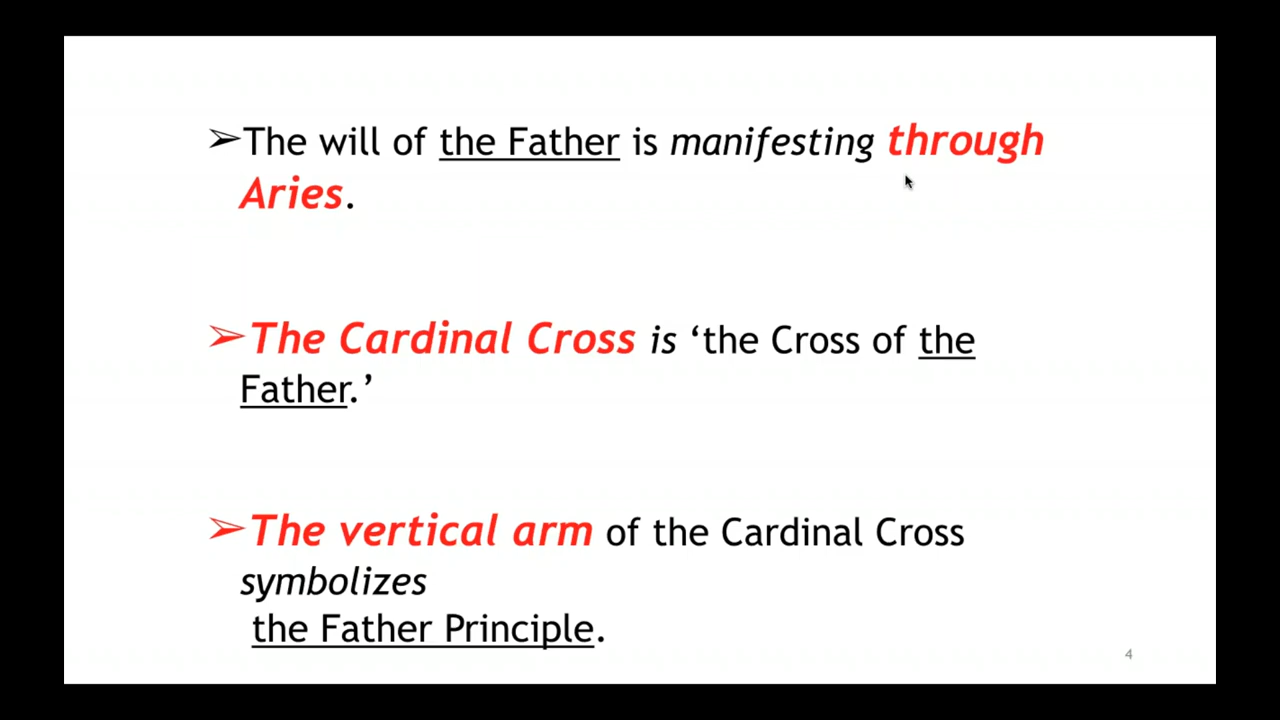 ➢The will of the Father is manifesting through
Aries.
➢The Cardinal Cross is ‘the Cross of the
Father.’
➢The vertical arm of the Cardinal Cross
symbolizes
the Father Principle.
4